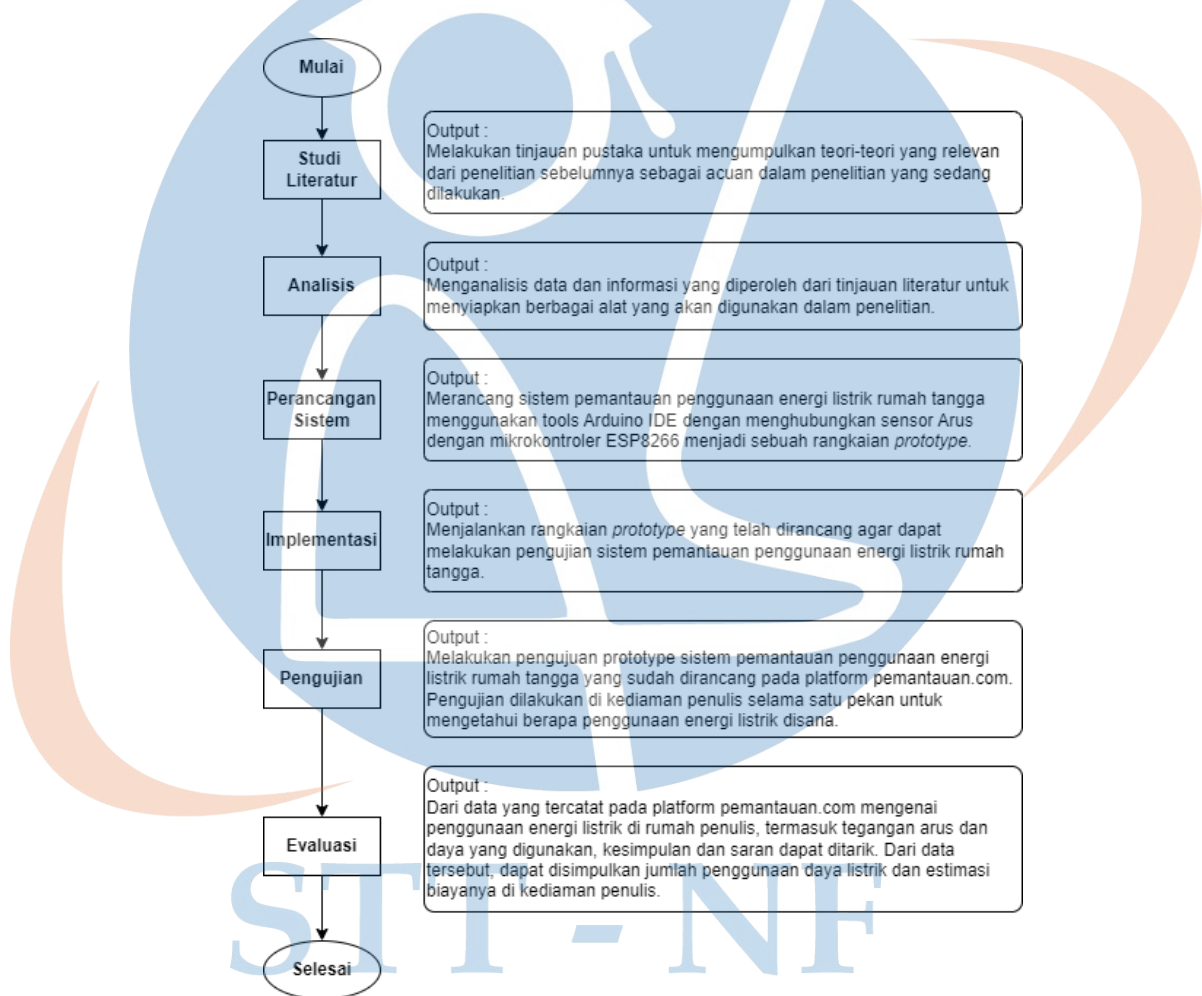 Mulai
Studi
Literatur
Output :
Melakukan tinjauan pustaka untuk mengumpulkan teori-teori yang relevan
dari penelitian sebelumnya sebagai acuan dalam penelitian yang sedang
dilakukan.
Analisis
Output :
Menganalisis data dan informasi yang diperoleh dari tinjauan literatur untuk
menyiapkan berbagai alat yang akan digunakan dalam penelitian.
Perancangan
Sistem
Output :
Merancang sistem pemantauan penggunaan energi listrik rumah tangga
menggunakan tools Arduino IDE dengan menghubungkan sensor Arus
dengan mikrokontroler ESP8266 menjadi sebuah rangkaian prototype.
Implementasi
Output :
Menjalankan rangkaian prototype yang telah dirancang agar dapat
melakukan pengujian sistem pemantauan penggunaan energi listrik rumah
tangga.
Pengujian
Output :
Melakukan pengujuan prototype sistem pemantauan penggunaan energi
listrik rumah tangga yang sudah dirancang pada platform pemantauan.com.
Pengujian dilakukan di kediaman penulis selama satu pekan untuk
mengetahui berapa penggunaan energi listrik disana.
Evaluasi
Output :
Dari data yang tercatat pada platform pemantauan.com mengenai
penggunaan energi listrik di rumah penulis, termasuk tegangan arus dan
daya yang digunakan, kesimpulan dan saran dapat ditarik. Dari data
tersebut, dapat disimpulkan jumlah penggunaan daya listrik dan estimasi
biayanya di kediaman penulis.
STT - NF
Selesai